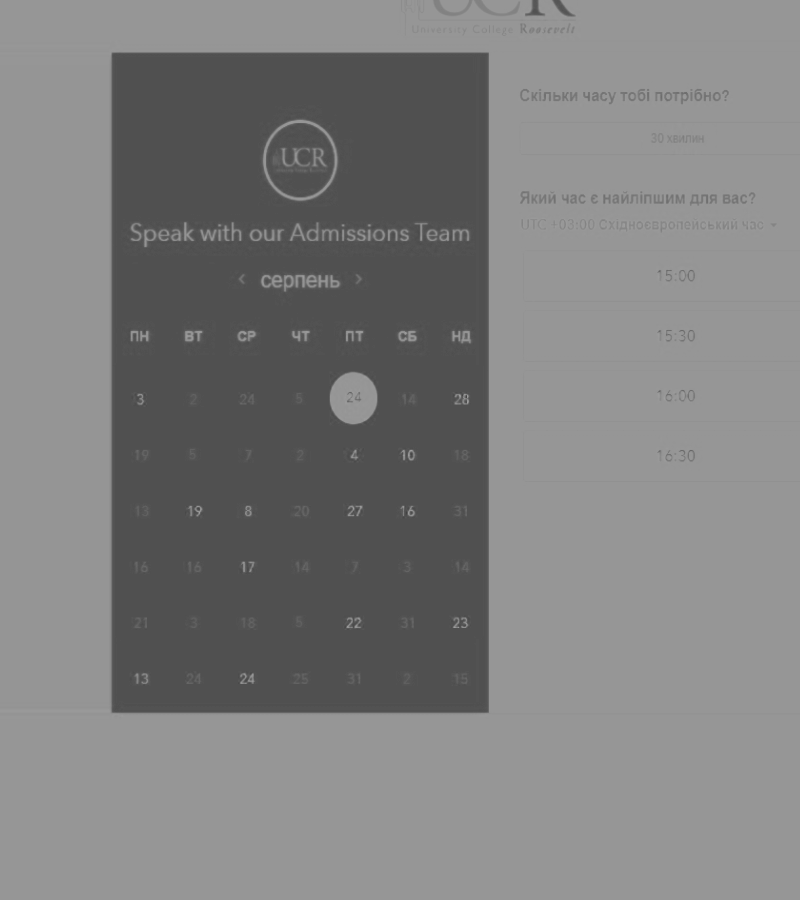 UCR
University College Roosevelt
UCR
Speak with our Admissions Team
‹ серпень ›
ПН ВТ СР ЧТ ПТ СБ НД
3 2 24 5 24 14 28
19 5 7 2 4 10 18
13 19 8 20 27 16 31
16 16 17 14 7 3 14
21 3 18 5 22 31 23
13 24 24 25 31 2 15
Скільки часу тобі потрібно?
30 хвилин
Який час є найліпшим для вас?
UTC +03:00 Східноєвропейський час
15:00
15:30
16:00
16:30